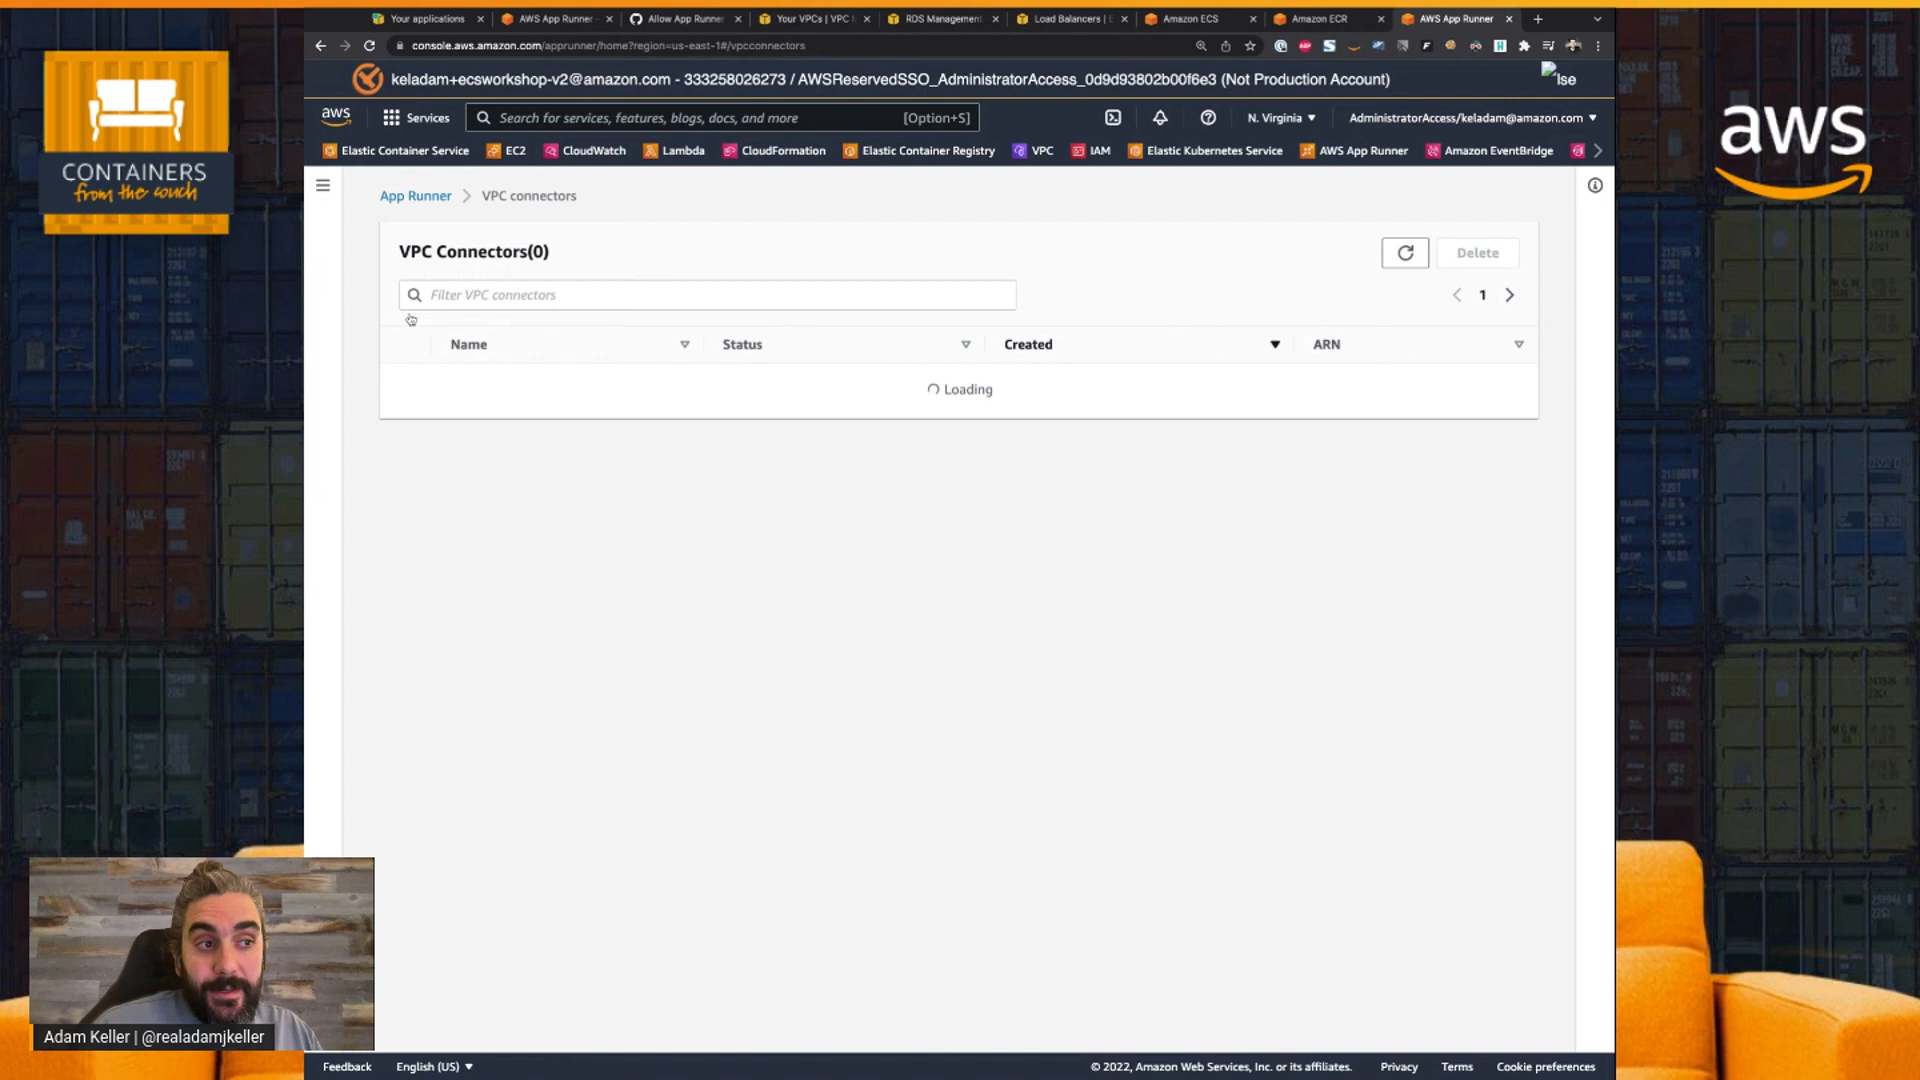 CONTAINERS
from the couch
Your applications
AWS App Runner -
Allow App Runner
Your VPCs | VPC
RDS Management
Load Balancers | E
Amazon ECS
Amazon ECR
AWS App Runner
console.aws.amazon.com/apprunner/home?region=us-east-1#/vpcconnectors
keladam+ecsworkshop-v2@amazon.com - 333258026273 / AWSReservedSSO_AdministratorAccess_0d9d93802b00f6e3 (Not Production Account)
Ise
aws
Services
Search for services, features, blogs, docs, and more
[Option+S]
N. Virginia
AdministratorAccess/keladam@amazon.com
Elastic Container Service
EC2
CloudWatch
Lambda
CloudFormation
Elastic Container Registry
VPC
IAM
Elastic Kubernetes Service
AWS App Runner
Amazon EventBridge
aws
App Runner > VPC connectors
VPC Connectors(0)
Delete
Filter VPC connectors
1
Name
Status
Created
ARN
Loading
Adam Keller | @realadamjkeller
Feedback
English (US)
© 2022, Amazon Web Services, Inc. or its affiliates.
Privacy
Terms
Cookie preferences